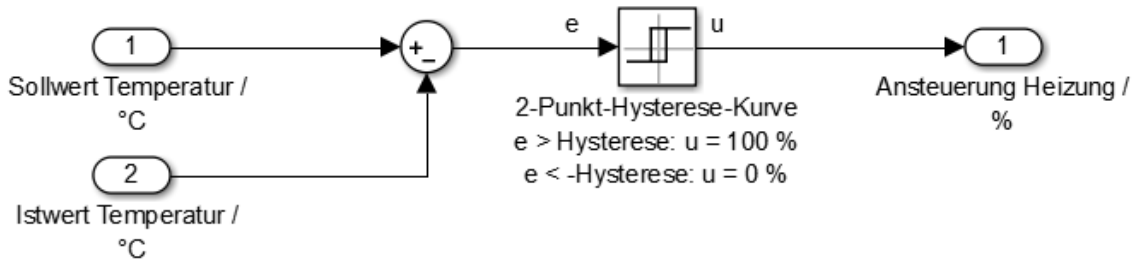 1
Sollwert Temperatur /
°C
2
Istwert Temperatur /
°C
+
−
e
u
2-Punkt-Hysterese-Kurve
e > Hysterese: u = 100 %
e < -Hysterese: u = 0 %
1
Ansteuerung Heizung /
%